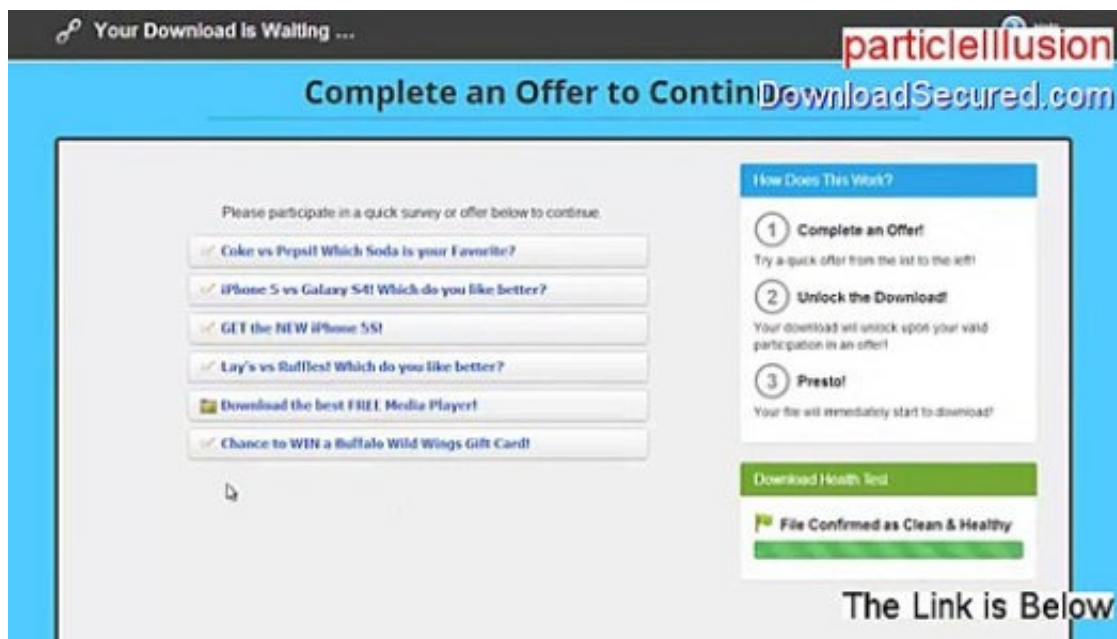 Your Download Is Waiting ...
particleIllusion
DownloadSecured.com
Complete an Offer to Continue
Please participate in a quick survey or offer below to continue.
Coke vs Pepsi! Which Soda is your Favorite?
iPhone 5 vs Galaxy S4! Which do you like better?
GET the NEW iPhone 5S!
Lay's vs Ruffles! Which do you like better?
Download the best FREE Media Player!
Chance to WIN a Buffalo Wild Wings Gift Card!
How Does This Work?
1 Complete an Offer!
Try a quick offer from the list to the left!
2 Unlock the Download!
Your download will unlock upon your valid
participation in an offer!
3 Presto!
Your file will immediately start to download!
Download Health Test
File Confirmed as Clean & Healthy
The Link is Below